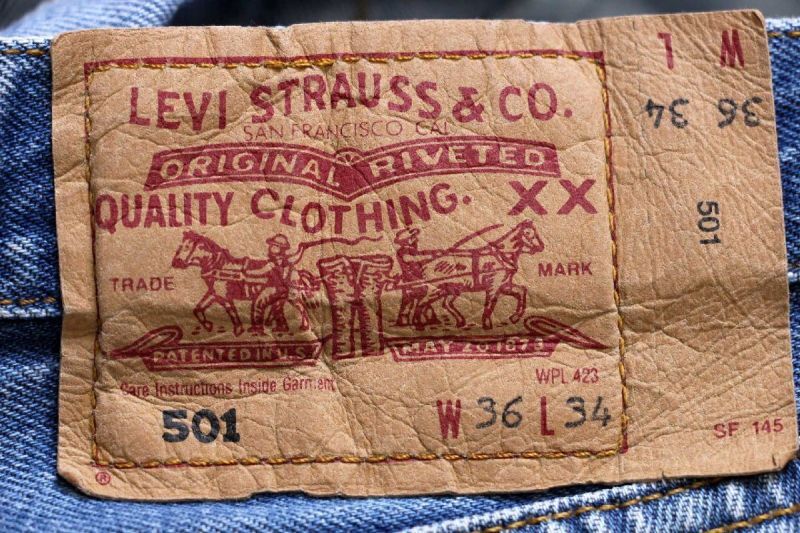 LEVI STRAUSS & CO.
SAN FRANCISCO CAL
ORIGINAL RIVETED
QUALITY CLOTHING. XX
TRADE MARK
PATENTED IN U.S. MAY 20 1873
Care Instructions Inside Garment
WPL 423
501
W 36 L 34
®
W L
36 34
501
SF 145